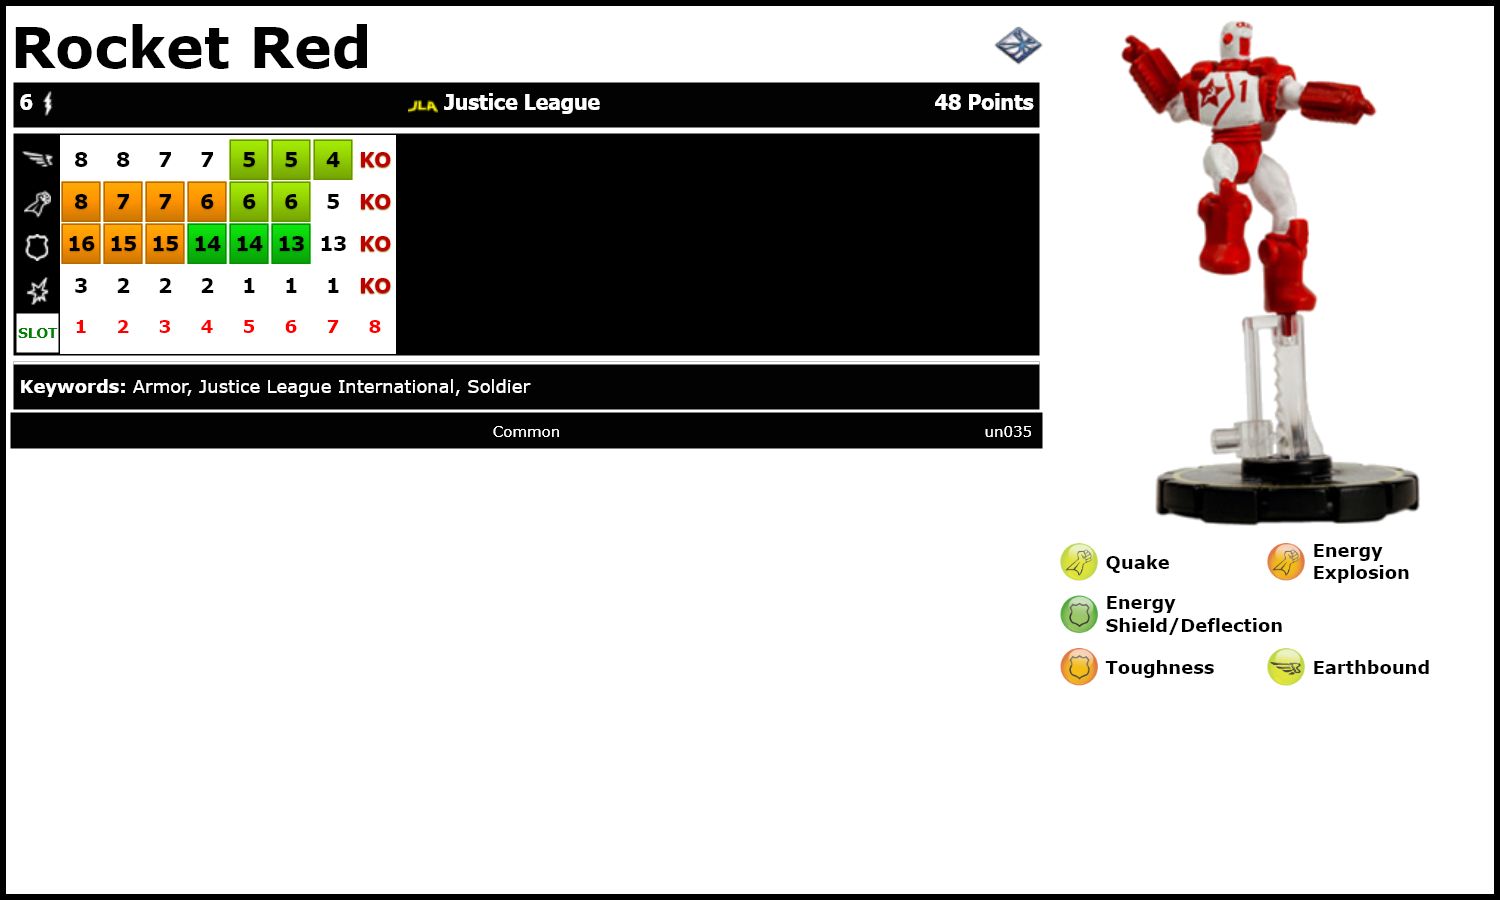 Rocket Red
6 JLA Justice League 48 Points
8 8 7 7 5 5 4 KO
8 7 7 6 6 6 5 KO
16 15 15 14 14 13 13 KO
3 2 2 2 1 1 1 KO
SLOT 1 2 3 4 5 6 7 8
Keywords: Armor, Justice League International, Soldier
Common un035
1
Quake
Energy
Explosion
Energy
Shield/Deflection
Toughness
Earthbound